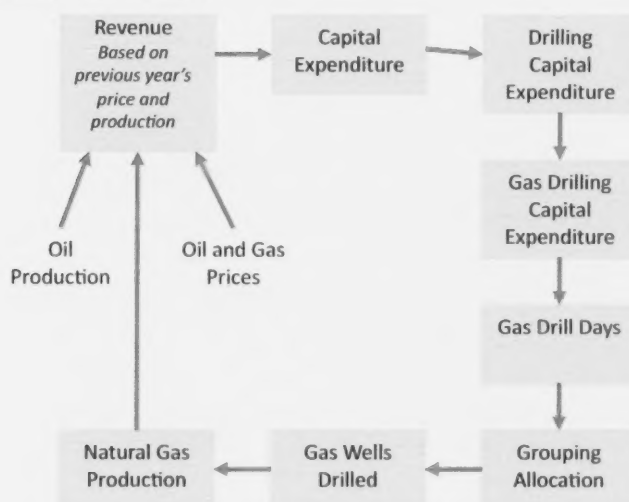 Revenue
Based on
previous year's
price and
production
Capital
Expenditure
Drilling
Capital
Expenditure
Gas Drilling
Capital
Expenditure
Oil
Production
Oil and Gas
Prices
Gas Drill Days
Natural Gas
Production
Gas Wells
Drilled
Grouping
Allocation